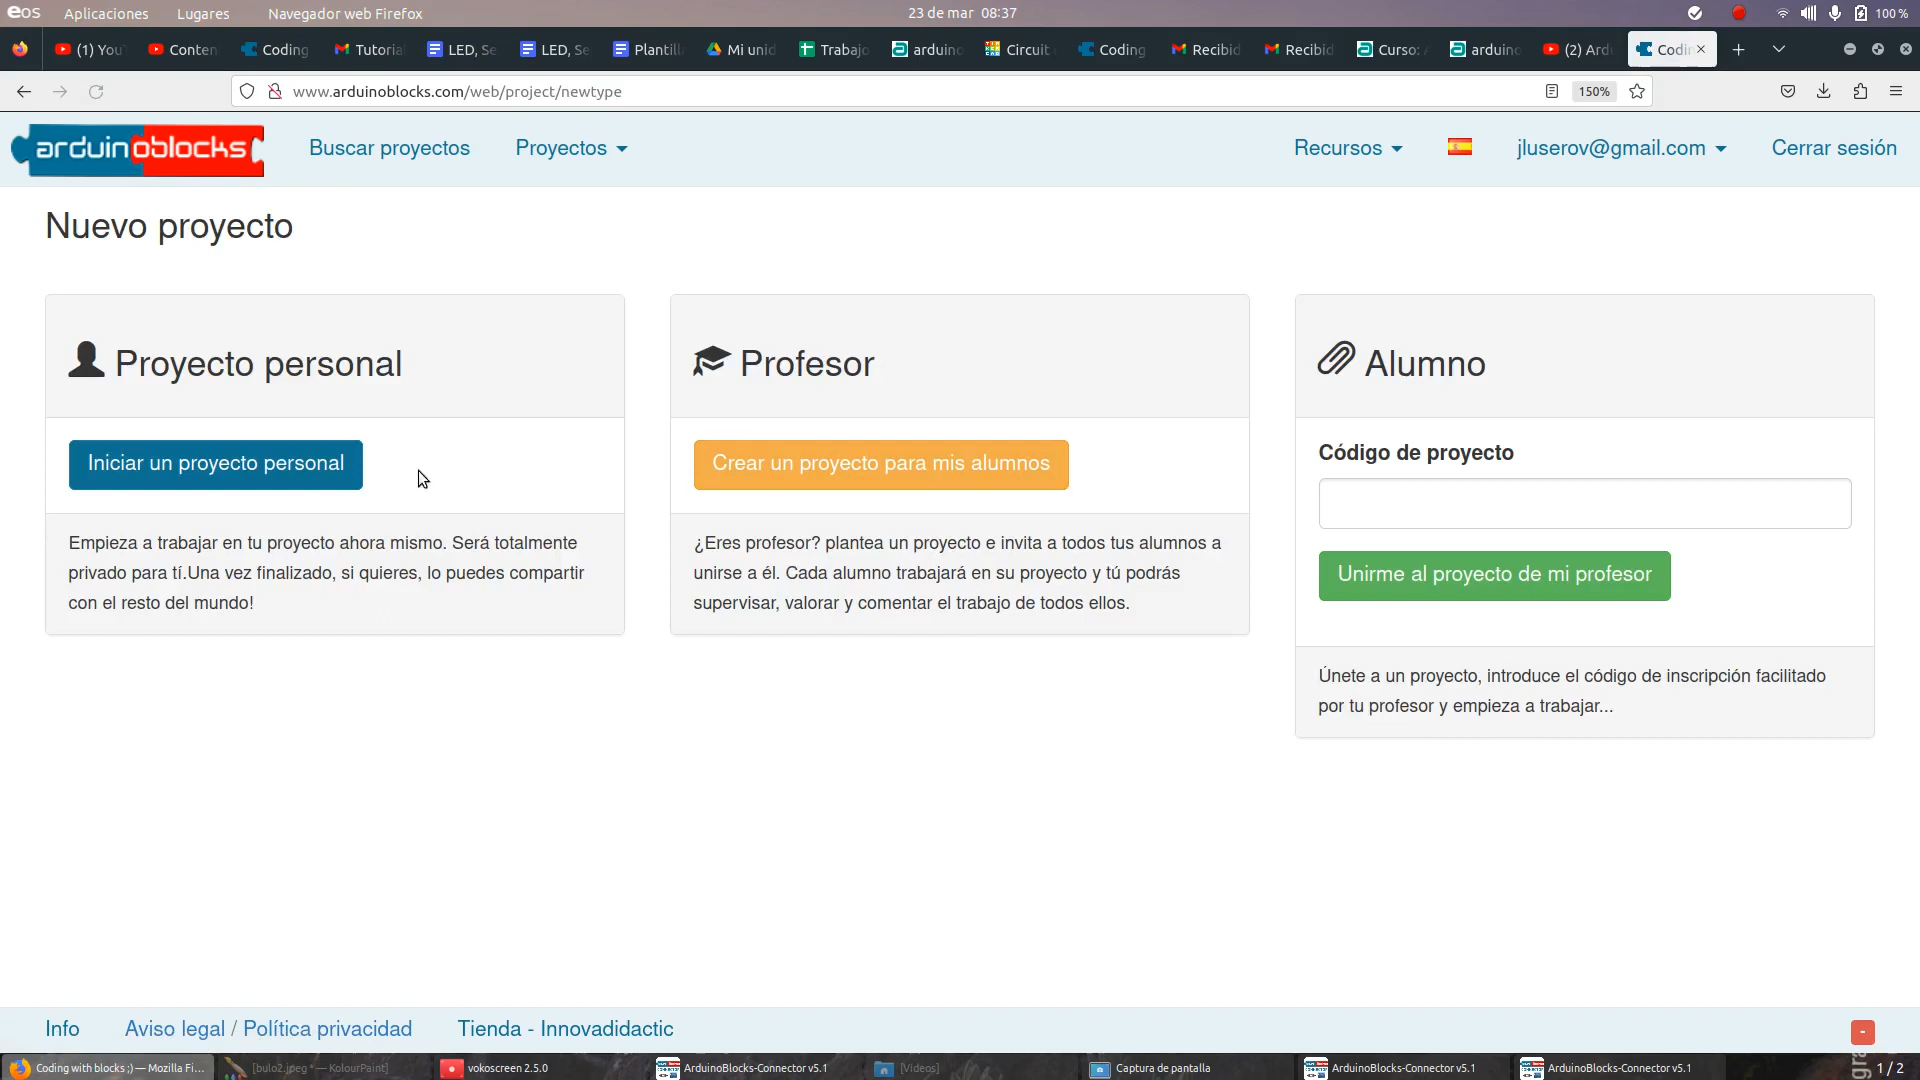 eos Aplicaciones Lugares Navegador web Firefox 23 de mar 08:37 100 %
(1) You Conten Coding Tutoria LED, Se LED, Se Plantill Mi unid Trabajo arduino Circuit Coding Recibid Recibid Curso: arduino (2) Ard Codin
www.arduinoblocks.com/web/project/newtype 150%
arduinoblocks Buscar proyectos Proyectos Recursos jluserov@gmail.com Cerrar sesión
Nuevo proyecto
Proyecto personal
Iniciar un proyecto personal
Empieza a trabajar en tu proyecto ahora mismo. Será totalmente
privado para tí.Una vez finalizado, si quieres, lo puedes compartir
con el resto del mundo!
Profesor
Crear un proyecto para mis alumnos
¿Eres profesor? plantea un proyecto e invita a todos tus alumnos a
unirse a él. Cada alumno trabajará en su proyecto y tú podrás
supervisar, valorar y comentar el trabajo de todos ellos.
Alumno
Código de proyecto
Unirme al proyecto de mi profesor
Únete a un proyecto, introduce el código de inscripción facilitado
por tu profesor y empieza a trabajar...
Info Aviso legal / Política privacidad Tienda - Innovadidactic -
Coding with blocks ;) — Mozilla Fi... [bulo2.jpeg * — KolourPaint] vokoscreen 2.5.0 ArduinoBlocks-Connector v5.1 [Videos] Captura de pantalla ArduinoBlocks-Connector v5.1 ArduinoBlocks-Connector v5.1 1 / 2